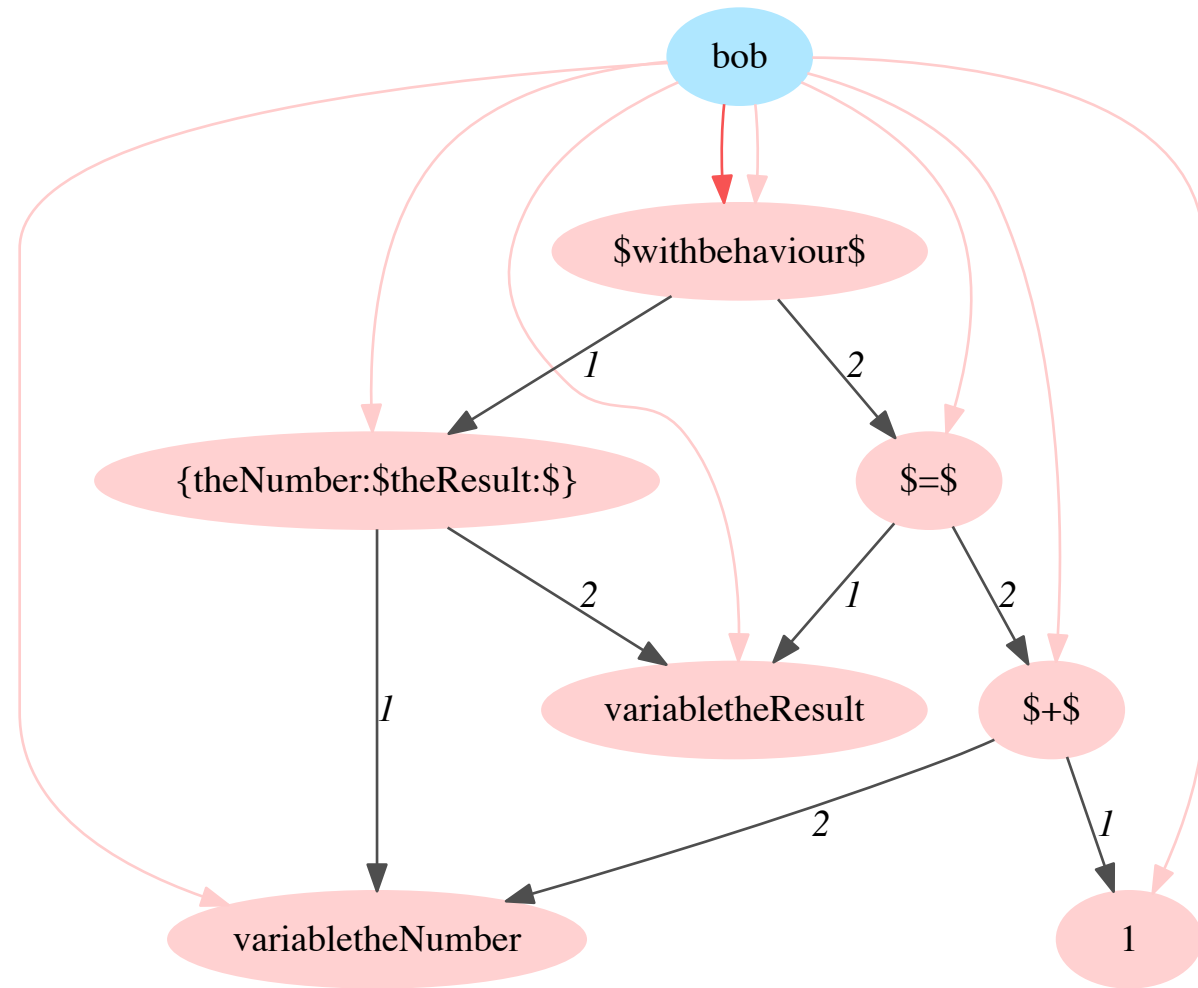 bob
$withbehaviour$
1
2
{theNumber:$theResult:$}
$=$
2
1
2
1
variabletheResult
$+$
2
1
variabletheNumber
1